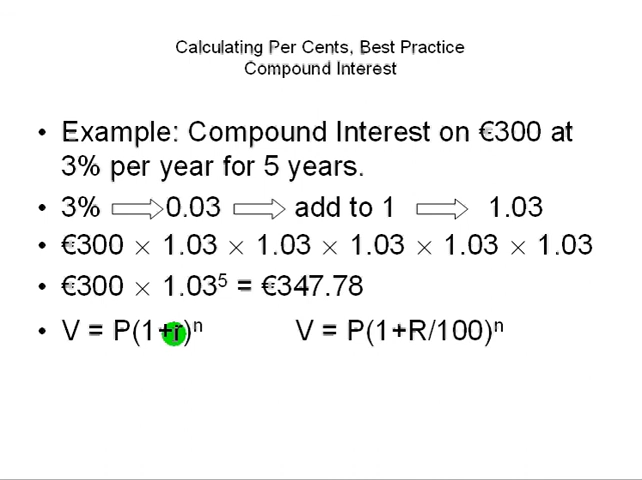 Calculating Per Cents, Best Practice
Compound Interest
• Example: Compound Interest on €300 at
3% per year for 5 years.
• 3% ⇨ 0.03 ⇨ add to 1 ⇨ 1.03
• €300 × 1.03 × 1.03 × 1.03 × 1.03 × 1.03
• €300 × 1.03⁵ = €347.78
• V = P(1+r)ⁿ V = P(1+R/100)ⁿ